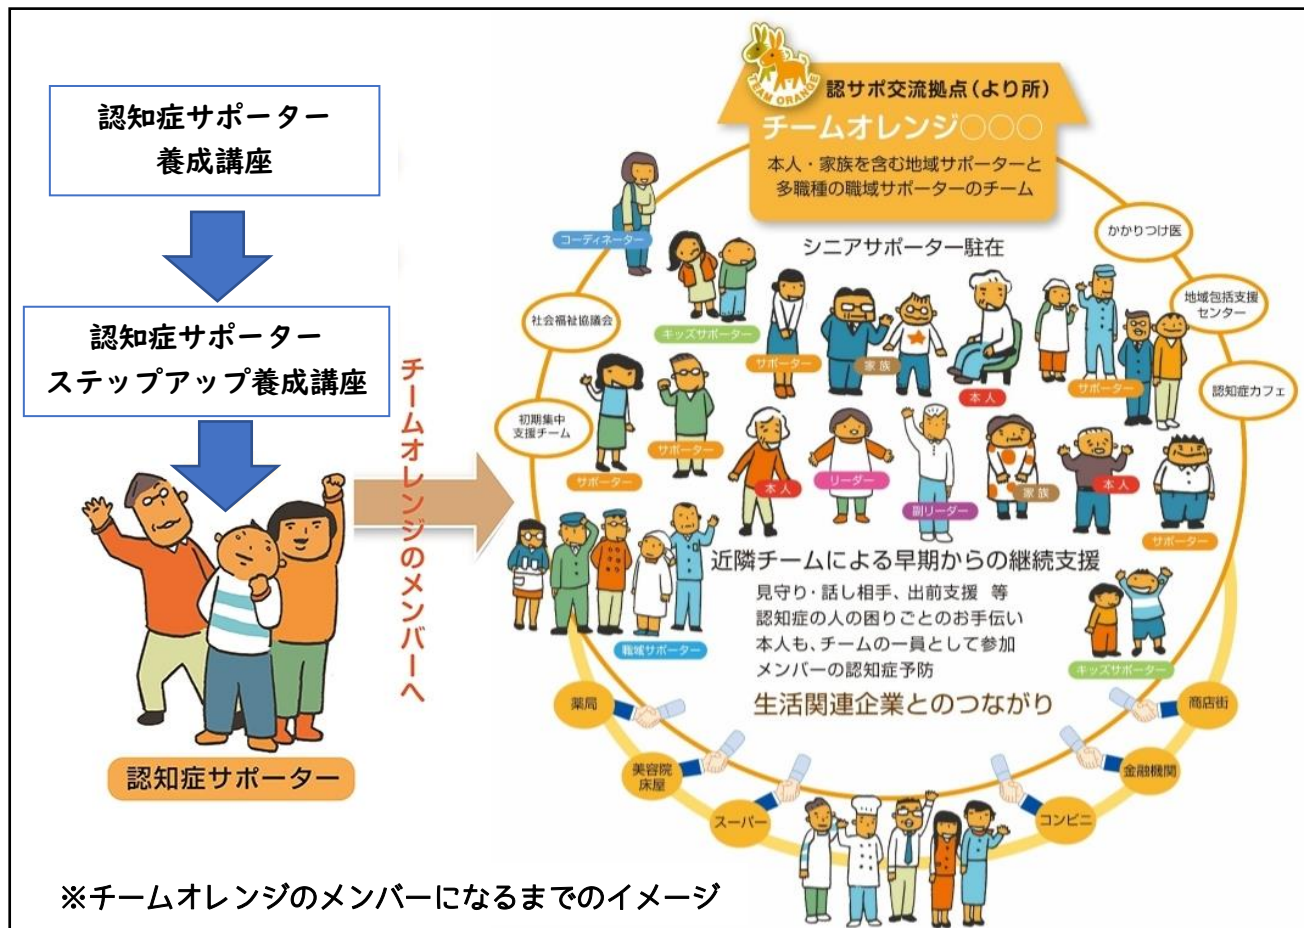 認知症サポーター
養成講座
認知症サポーター
ステップアップ養成講座
認知症サポーター
チームオレンジのメンバーへ
TEAM ORANGE
認サポ交流拠点(より所)
チームオレンジ○○○
本人・家族を含む地域サポーターと
多職種の職域サポーターのチーム
シニアサポーター駐在
コーディネーター
キッズサポーター
サポーター
家族
本人
サポーター
かかりつけ医
地域包括支援
センター
認知症カフェ
社会福祉協議会
初期集中
支援チーム
サポーター
サポーター
本人
リーダー
副リーダー
家族
本人
サポーター
職域サポーター
近隣チームによる早期からの継続支援
見守り・話し相手、出前支援 等
認知症の人の困りごとのお手伝い
本人も、チームの一員として参加
メンバーの認知症予防
キッズサポーター
生活関連企業とのつながり
薬局
美容院
床屋
スーパー
コンビニ
金融機関
商店街
※チームオレンジのメンバーになるまでのイメージ